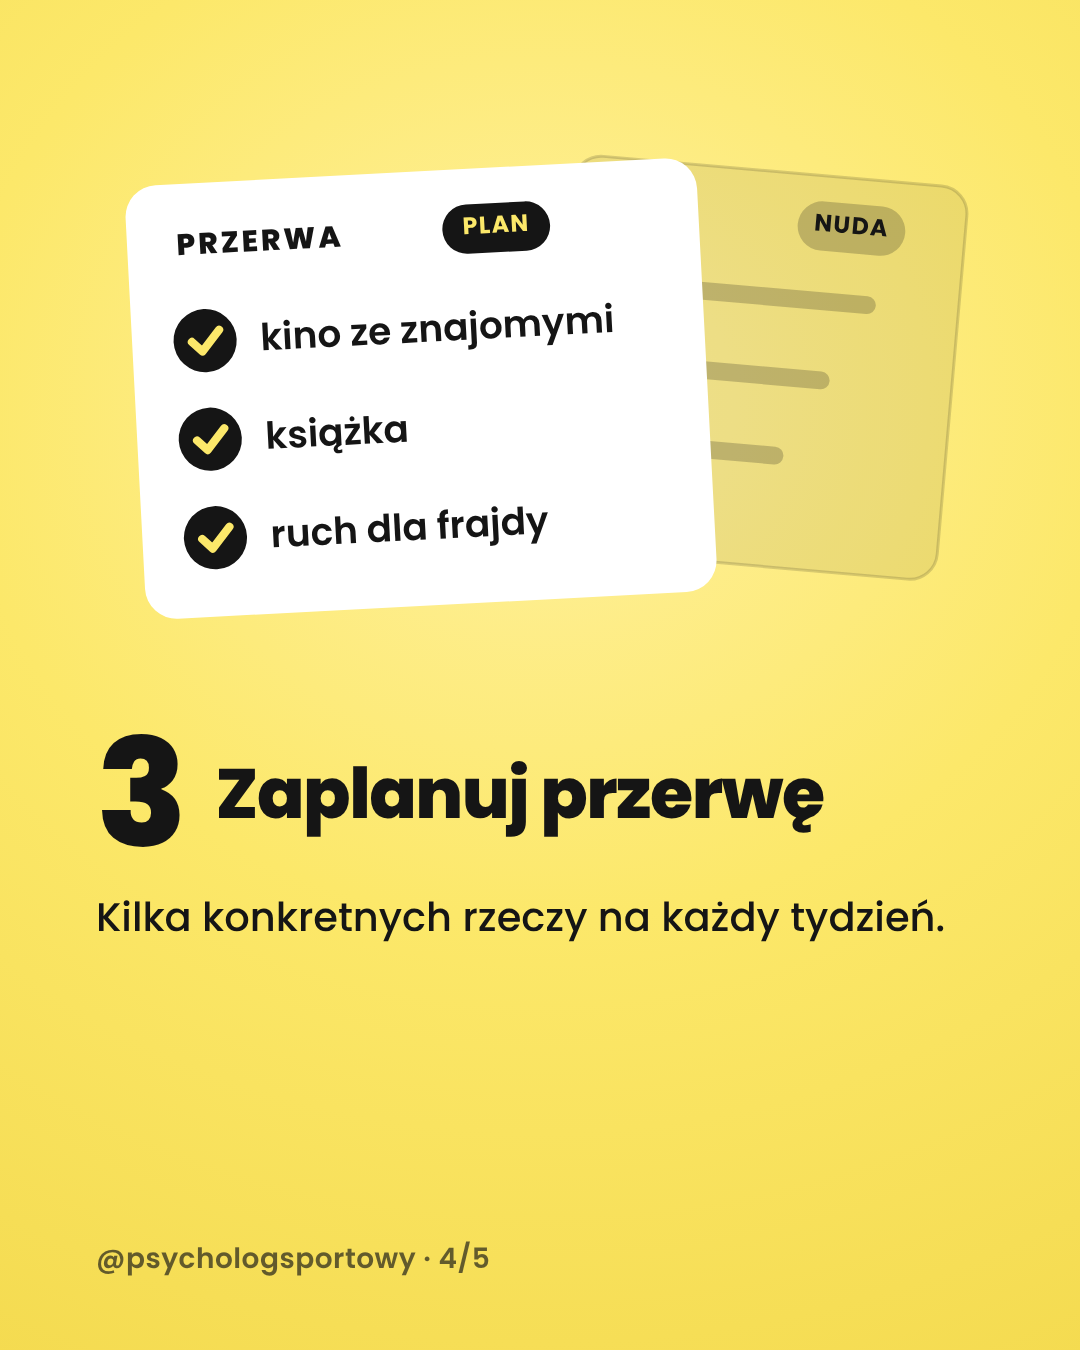 PRZERWA PLAN
NUDA
kino ze znajomymi
książka
ruch dla frajdy
3 Zaplanuj przerwę
Kilka konkretnych rzeczy na każdy tydzień.
@psychologsportowy · 4/5